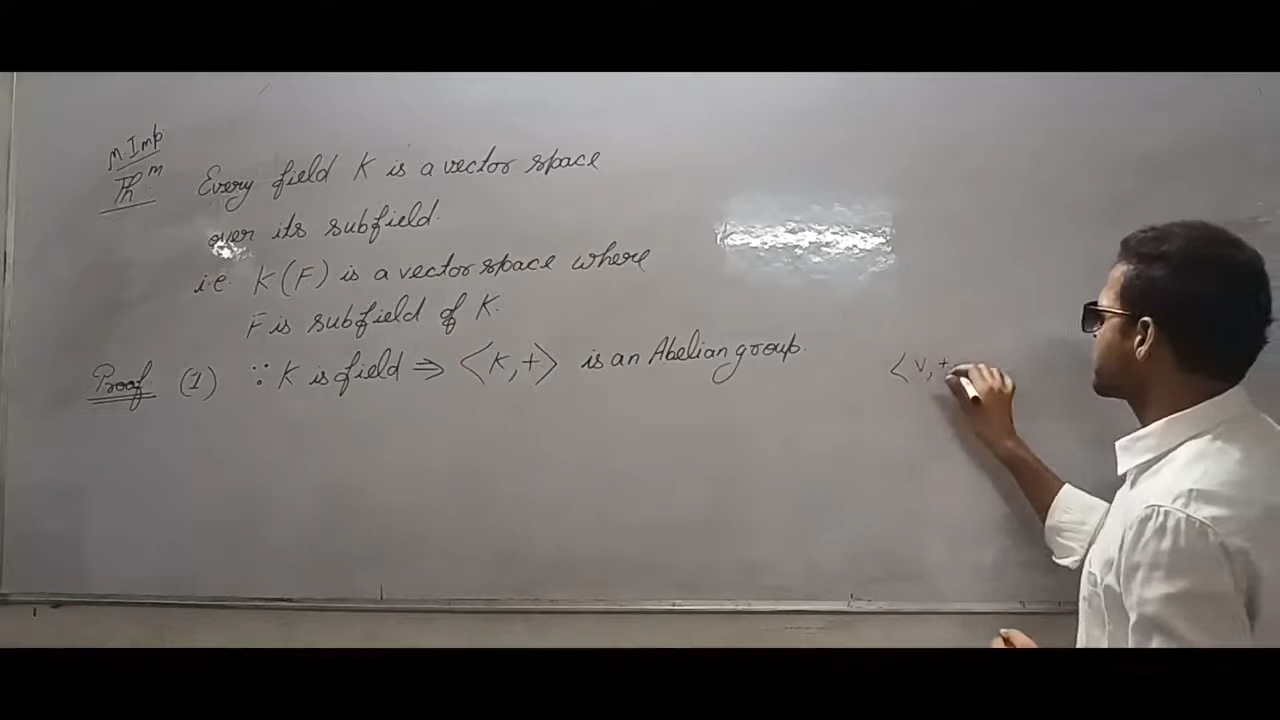 M. Imp
Th^m. Every field K is a vector space
over its subfield.
i.e. K(F) is a vector space where
F is subfield of K.
Proof (1) ∵ K is field ⇒ <K, +> is an Abelian group.
<V, +